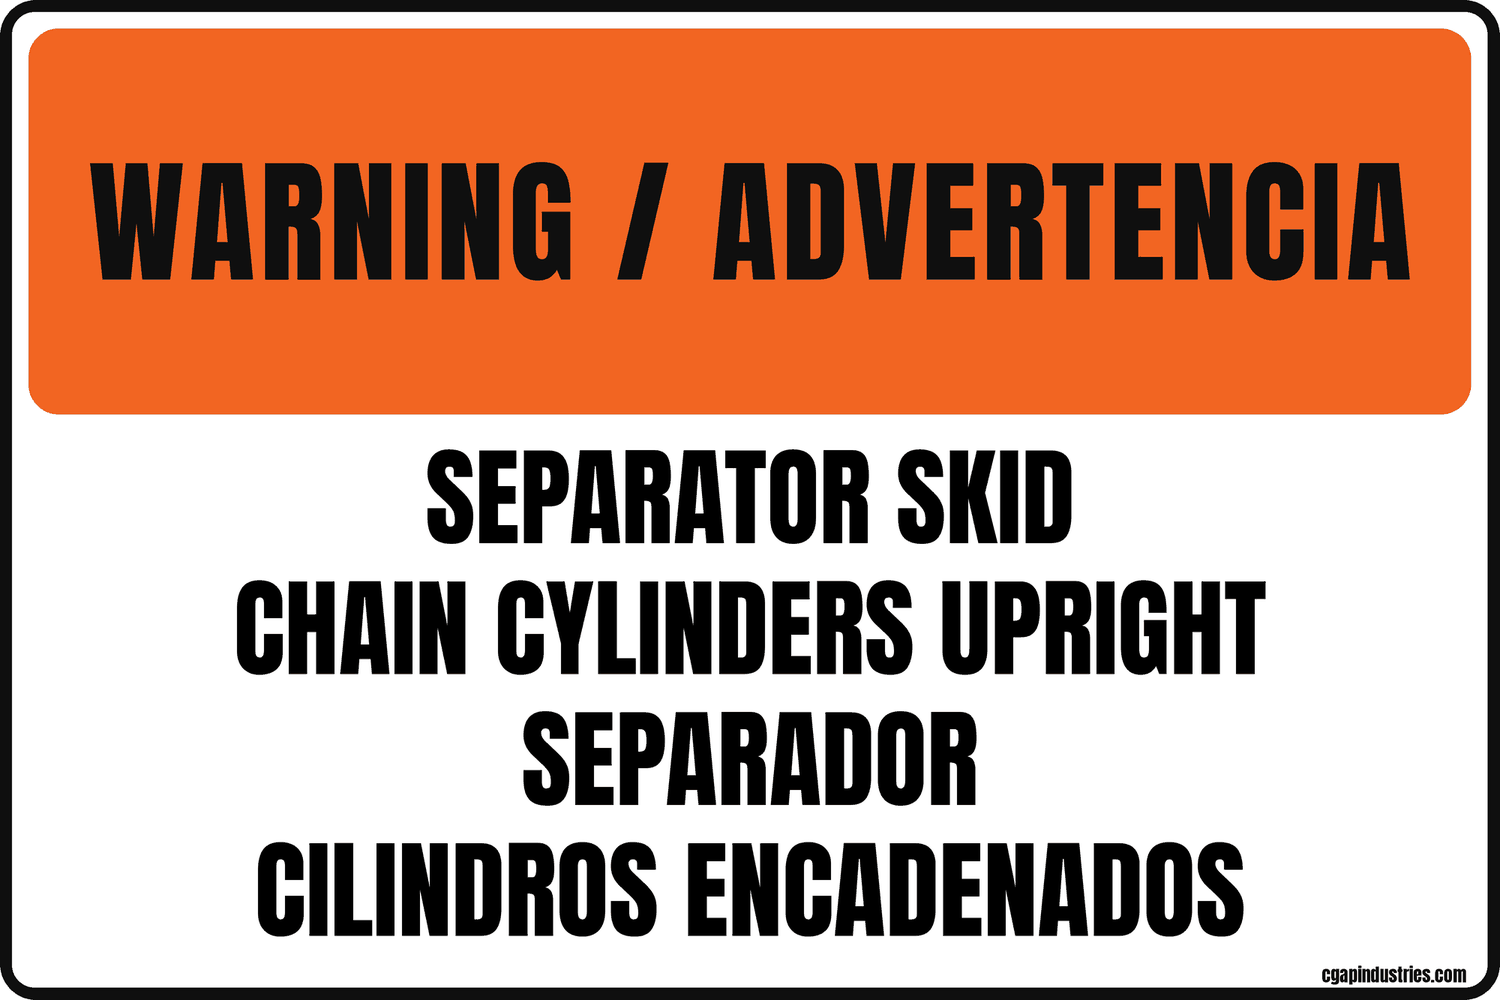 WARNING / ADVERTENCIA
SEPARATOR SKID
CHAIN CYLINDERS UPRIGHT
SEPARADOR
CILINDROS ENCADENADOS
cgapindustries.com